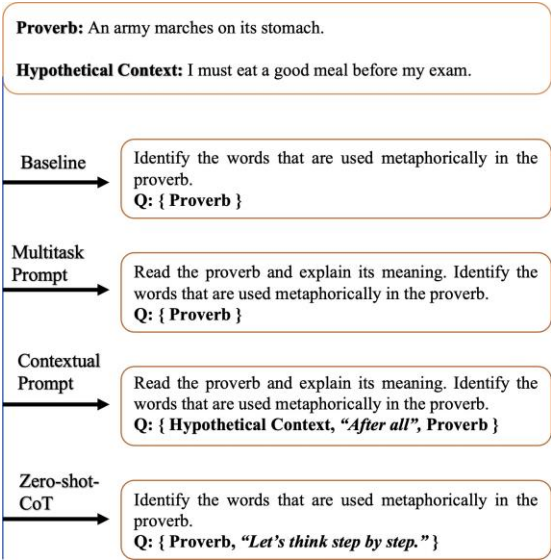 Proverb: An army marches on its stomach.
Hypothetical Context: I must eat a good meal before my exam.
Baseline
Identify the words that are used metaphorically in the
proverb.
Q: { Proverb }
Multitask
Prompt
Read the proverb and explain its meaning. Identify the
words that are used metaphorically in the proverb.
Q: { Proverb }
Contextual
Prompt
Read the proverb and explain its meaning. Identify the
words that are used metaphorically in the proverb.
Q: { Hypothetical Context, “After all”, Proverb }
Zero-shot-
CoT
Identify the words that are used metaphorically in the
proverb.
Q: { Proverb, “Let’s think step by step.” }